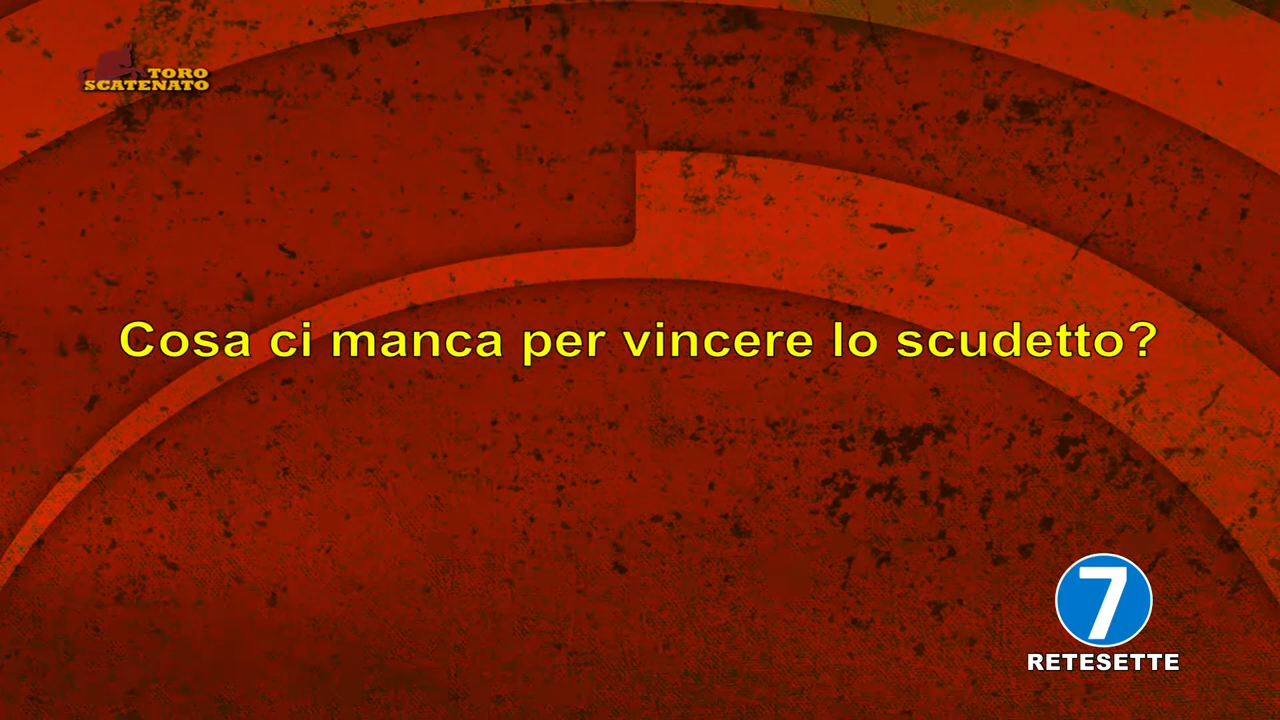 TORO
SCATENATO
Cosa ci manca per vincere lo scudetto?
7
RETESETTE